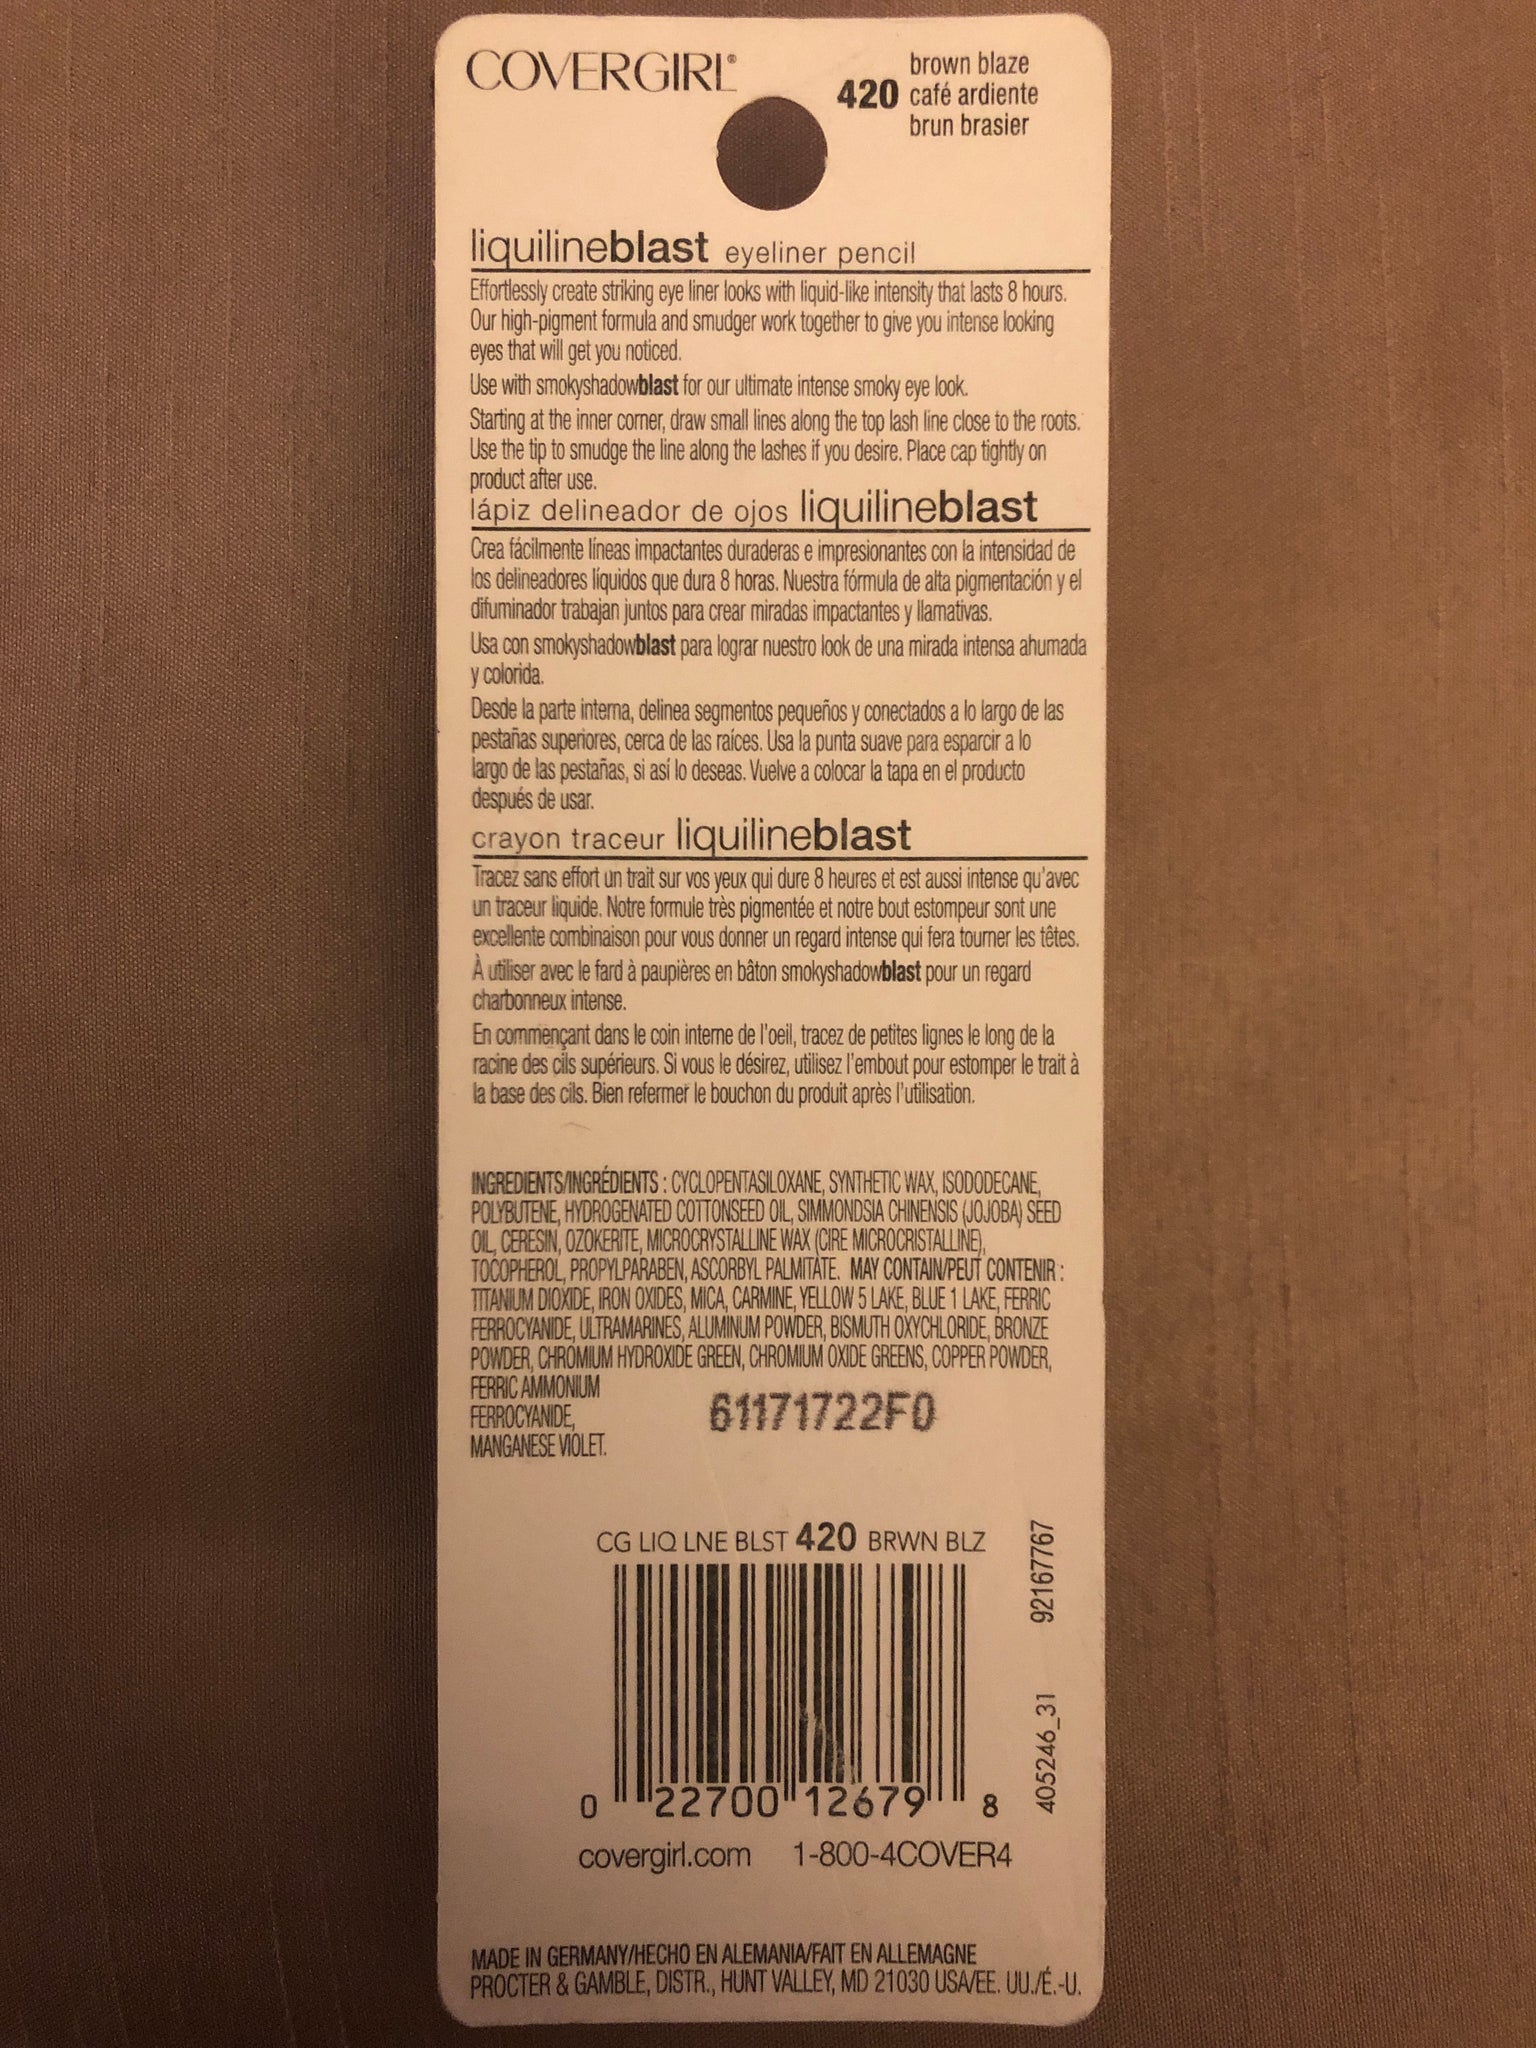 COVERGIRL®
420 brown blaze
café ardiente
brun brasier
liquilineblast eyeliner pencil
Effortlessly create striking eye liner looks with liquid-like intensity that lasts 8 hours.
Our high-pigment formula and smudger work together to give you intense looking
eyes that will get you noticed.
Use with smokyshadowblast for our ultimate intense smoky eye look.
Starting at the inner corner, draw small lines along the top lash line close to the roots.
Use the tip to smudge the line along the lashes if you desire. Place cap tightly on
product after use.
lápiz delineador de ojos liquilineblast
Crea fácilmente líneas impactantes duraderas e impresionantes con la intensidad de
los delineadores líquidos que dura 8 horas. Nuestra fórmula de alta pigmentación y el
difuminador trabajan juntos para crear miradas impactantes y llamativas.
Usa con smokyshadowblast para lograr nuestro look de una mirada intensa ahumada
y colorida.
Desde la parte interna, delinea segmentos pequeños y conectados a lo largo de las
pestañas superiores, cerca de las raíces. Usa la punta suave para esparcir a lo
largo de las pestañas, si así lo deseas. Vuelve a colocar la tapa en el producto
después de usar.
crayon traceur liquilineblast
Tracez sans effort un trait sur vos yeux qui dure 8 heures et est aussi intense qu'avec
un traceur liquide. Notre formule très pigmentée et notre bout estompeur sont une
excellente combinaison pour vous donner un regard intense qui fera tourner les têtes.
À utiliser avec le fard à paupières en bâton smokyshadowblast pour un regard
charbonneux intense.
En commençant dans le coin interne de l'oeil, tracez de petites lignes le long de la
racine des cils supérieurs. Si vous le désirez, utilisez l'embout pour estomper le trait à
la base des cils. Bien refermer le bouchon du produit après l'utilisation.
INGREDIENTS/INGRÉDIENTS : CYCLOPENTASILOXANE, SYNTHETIC WAX, ISODODECANE,
POLYBUTENE, HYDROGENATED COTTONSEED OIL, SIMMONDSIA CHINENSIS (JOJOBA) SEED
OIL, CERESIN, OZOKERITE, MICROCRYSTALLINE WAX (CIRE MICROCRISTALLINE),
TOCOPHEROL, PROPYLPARABEN, ASCORBYL PALMITATE. MAY CONTAIN/PEUT CONTENIR :
TITANIUM DIOXIDE, IRON OXIDES, MICA, CARMINE, YELLOW 5 LAKE, BLUE 1 LAKE, FERRIC
FERROCYANIDE, ULTRAMARINES, ALUMINUM POWDER, BISMUTH OXYCHLORIDE, BRONZE
POWDER, CHROMIUM HYDROXIDE GREEN, CHROMIUM OXIDE GREENS, COPPER POWDER,
FERRIC AMMONIUM
FERROCYANIDE,
MANGANESE VIOLET.
61171722F0
CG LIQ LNE BLST 420 BRWN BLZ
92167767
405246_31
0 22700 12679 8
covergirl.com 1-800-4COVER4
MADE IN GERMANY/HECHO EN ALEMANIA/FAIT EN ALLEMAGNE
PROCTER & GAMBLE, DISTR., HUNT VALLEY, MD 21030 USA/EE. UU./É.-U.